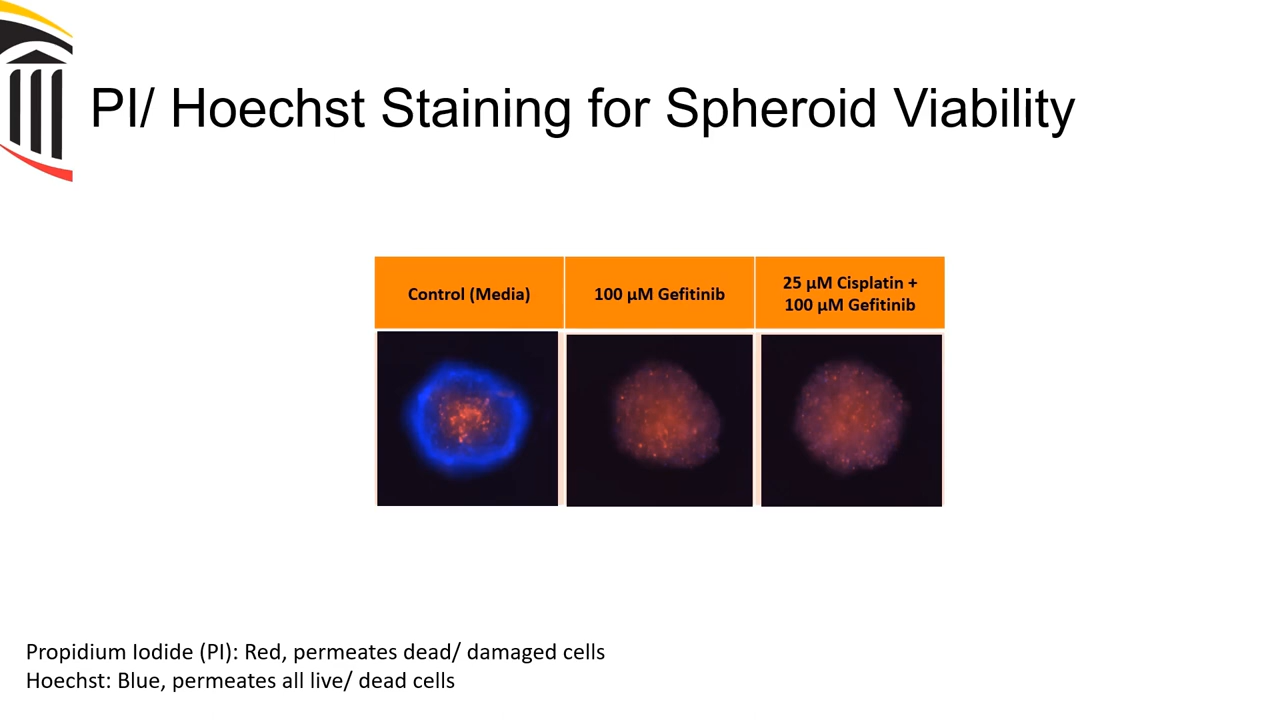 PI/ Hoechst Staining for Spheroid Viability
Control (Media)
100 µM Gefitinib
25 µM Cisplatin +
100 µM Gefitinib
Propidium Iodide (PI): Red, permeates dead/ damaged cells
Hoechst: Blue, permeates all live/ dead cells